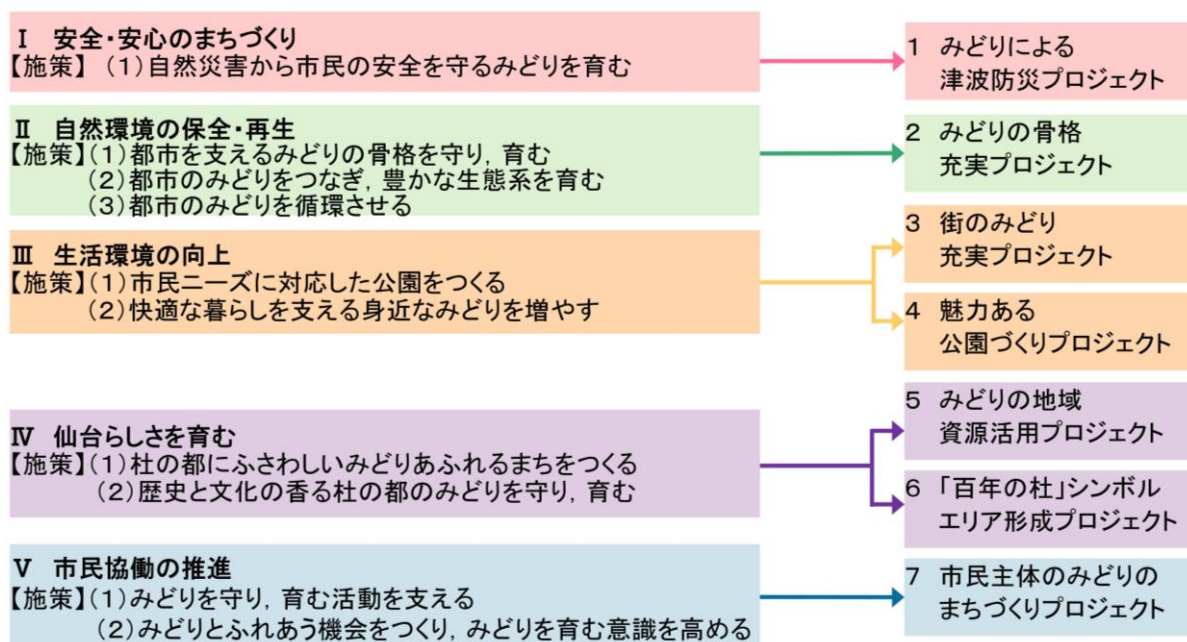 Ⅰ 安全・安心のまちづくり
【施策】 (1)自然災害から市民の安全を守るみどりを育む
1 みどりによる
津波防災プロジェクト
Ⅱ 自然環境の保全・再生
【施策】(1)都市を支えるみどりの骨格を守り，育む
(2)都市のみどりをつなぎ，豊かな生態系を育む
(3)都市のみどりを循環させる
2 みどりの骨格
充実プロジェクト
Ⅲ 生活環境の向上
【施策】(1)市民ニーズに対応した公園をつくる
(2)快適な暮らしを支える身近なみどりを増やす
3 街のみどり
充実プロジェクト
4 魅力ある
公園づくりプロジェクト
Ⅳ 仙台らしさを育む
【施策】(1)杜の都にふさわしいみどりあふれるまちをつくる
(2)歴史と文化の香る杜の都のみどりを守り，育む
5 みどりの地域
資源活用プロジェクト
6 「百年の杜」シンボル
エリア形成プロジェクト
Ⅴ 市民協働の推進
【施策】(1)みどりを守り，育む活動を支える
(2)みどりとふれあう機会をつくり，みどりを育む意識を高める
7 市民主体のみどりの
まちづくりプロジェクト